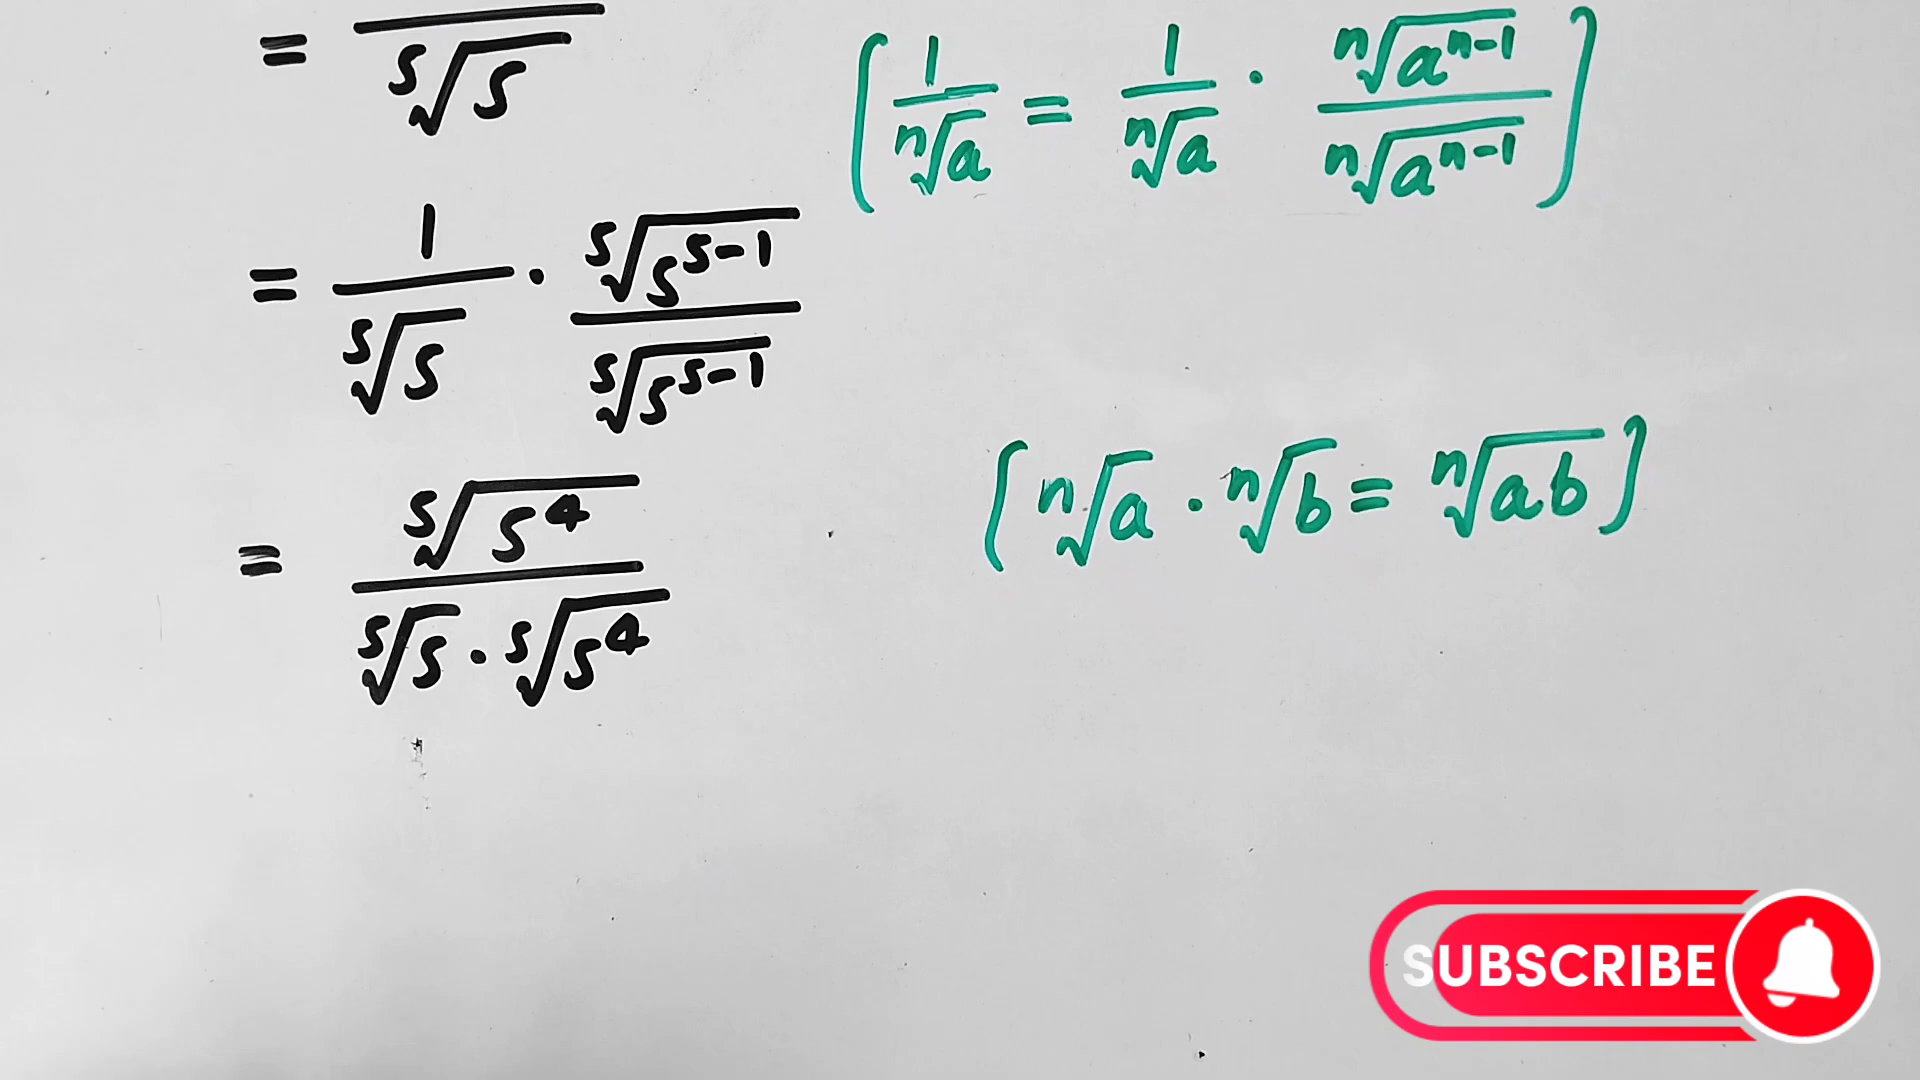 = ――― / ⁵√5
[ 1/ⁿ√a = 1/ⁿ√a · ⁿ√aⁿ⁻¹/ⁿ√aⁿ⁻¹ ]
= 1/⁵√5 · ⁵√5⁵⁻¹/⁵√5⁵⁻¹
= ⁵√5⁴/⁵√5 · ⁵√5⁴
[ ⁿ√a · ⁿ√b = ⁿ√ab ]
SUBSCRIBE